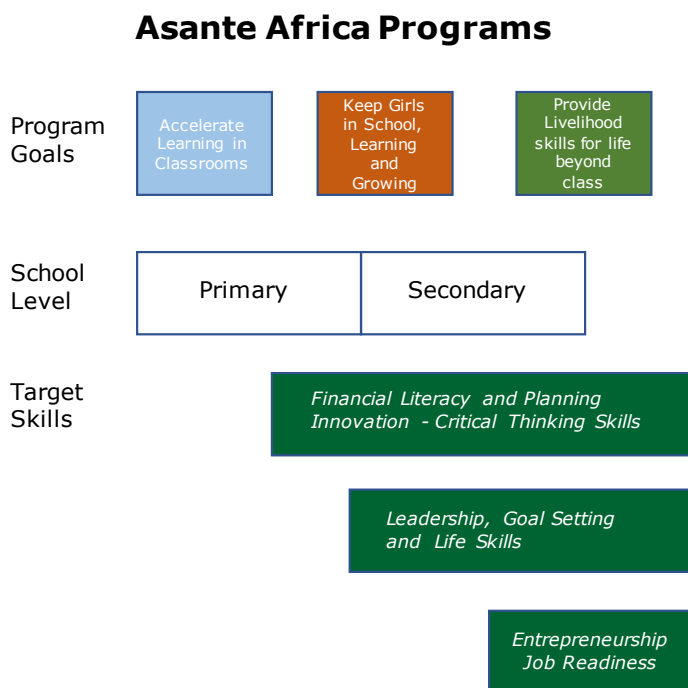 Asante Africa Programs
Program
Goals
Accelerate
Learning in
Classrooms
Keep Girls
in School,
Learning
and
Growing
Provide
Livelihood
skills for life
beyond
class
School
Level
Primary
Secondary
Target
Skills
Financial Literacy and Planning
Innovation - Critical Thinking Skills
Leadership, Goal Setting
and Life Skills
Entrepreneurship
Job Readiness